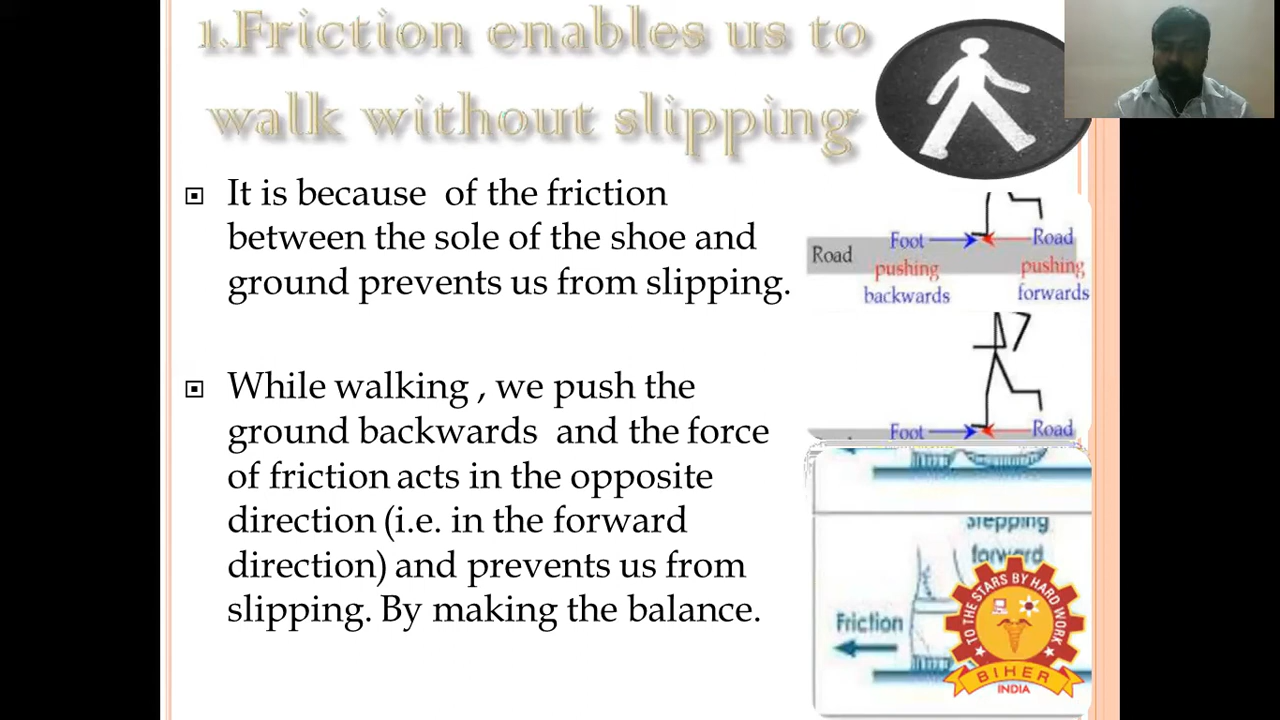 1.Friction enables us to
walk without slipping
It is because of the friction
between the sole of the shoe and
ground prevents us from slipping.
While walking , we push the
ground backwards and the force
of friction acts in the opposite
direction (i.e. in the forward
direction) and prevents us from
slipping. By making the balance.
Road
Foot
pushing
backwards
Road
pushing
forwards
Foot
Road
stepping
forward
Friction
TO THE STARS BY HARD WORK
BIHER
INDIA